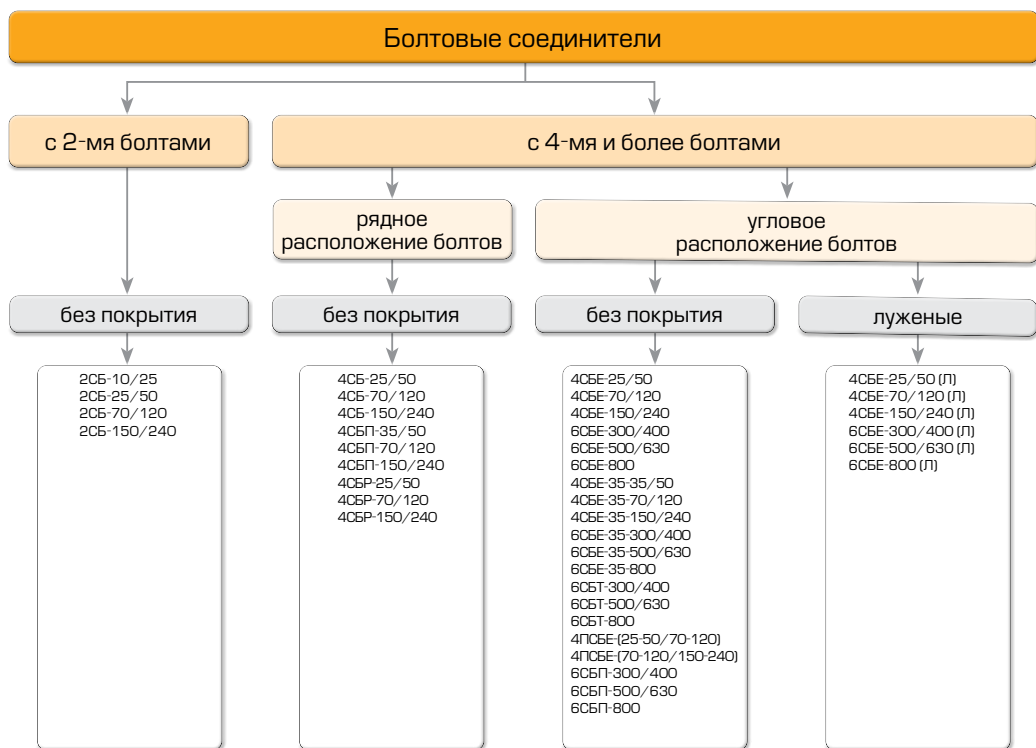 Болтовые соединители
с 2-мя болтами
с 4-мя и более болтами
рядное
расположение болтов
угловое
расположение болтов
без покрытия
без покрытия
без покрытия
луженые
2СБ-10/25
2СБ-25/50
2СБ-70/120
2СБ-150/240
4СБ-25/50
4СБ-70/120
4СБ-150/240
4СБП-35/50
4СБП-70/120
4СБП-150/240
4СБР-25/50
4СБР-70/120
4СБР-150/240
4СБЕ-25/50
4СБЕ-70/120
4СБЕ-150/240
6СБЕ-300/400
6СБЕ-500/630
6СБЕ-800
4СБЕ-35-35/50
4СБЕ-35-70/120
4СБЕ-35-150/240
6СБЕ-35-300/400
6СБЕ-35-500/630
6СБЕ-35-800
6СБТ-300/400
6СБТ-500/630
6СБТ-800
4ПСБЕ-(25-50/70-120)
4ПСБЕ-(70-120/150-240)
6СБП-300/400
6СБП-500/630
6СБП-800
4СБЕ-25/50 (Л)
4СБЕ-70/120 (Л)
4СБЕ-150/240 (Л)
6СБЕ-300/400 (Л)
6СБЕ-500/630 (Л)
6СБЕ-800 (Л)